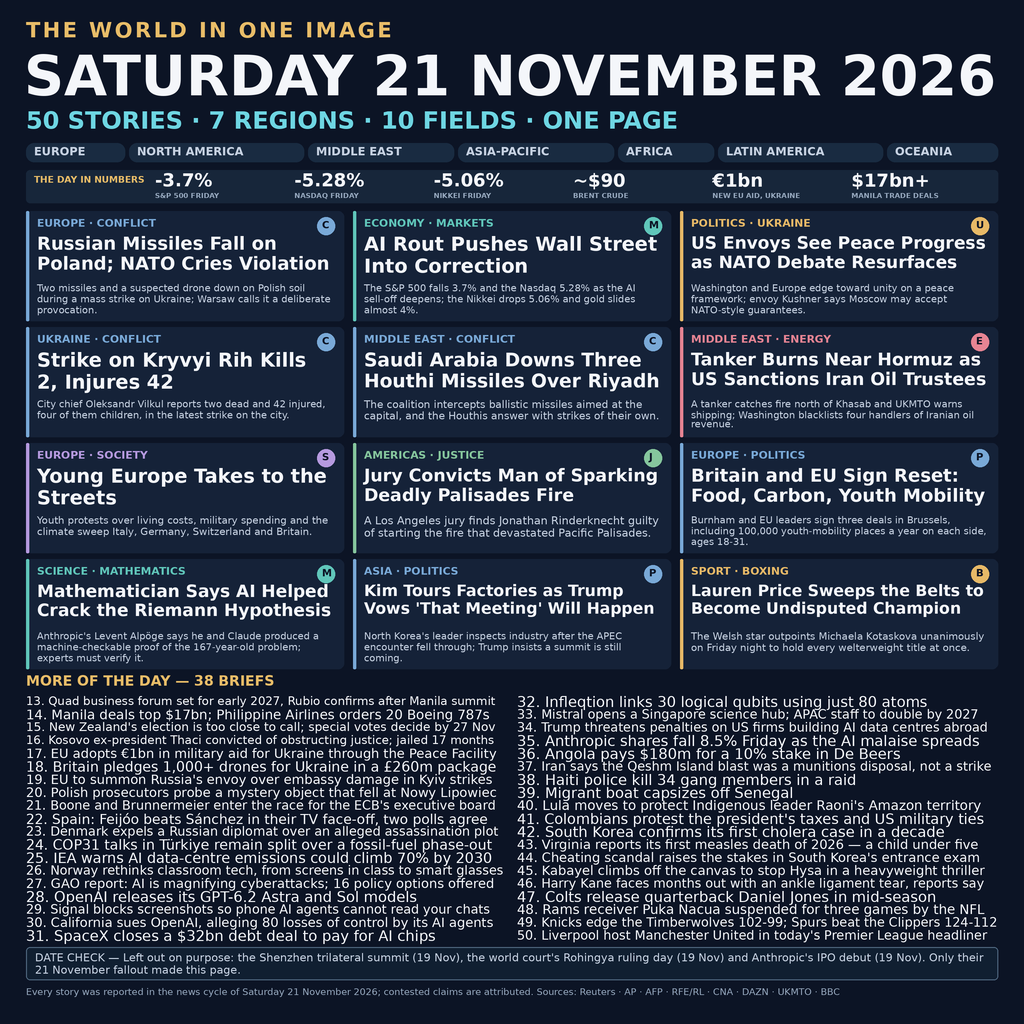 THE WORLD IN ONE IMAGE
SATURDAY 21 NOVEMBER 2026
50 STORIES · 7 REGIONS · 10 FIELDS · ONE PAGE
EUROPE
NORTH AMERICA
MIDDLE EAST
ASIA-PACIFIC
AFRICA
LATIN AMERICA
OCEANIA
THE DAY IN NUMBERS
-3.7%
S&P 500 FRIDAY
-5.28%
NASDAQ FRIDAY
-5.06%
NIKKEI FRIDAY
~$90
BRENT CRUDE
€1bn
NEW EU AID, UKRAINE
$17bn+
MANILA TRADE DEALS
EUROPE · CONFLICT
C
Russian Missiles Fall on
Poland; NATO Cries Violation
Two missiles and a suspected drone down on Polish soil
during a mass strike on Ukraine; Warsaw calls it a deliberate
provocation.
ECONOMY · MARKETS
M
AI Rout Pushes Wall Street
Into Correction
The S&P 500 falls 3.7% and the Nasdaq 5.28% as the AI
sell-off deepens; the Nikkei drops 5.06% and gold slides
almost 4%.
POLITICS · UKRAINE
U
US Envoys See Peace Progress
as NATO Debate Resurfaces
Washington and Europe edge toward unity on a peace
framework; envoy Kushner says Moscow may accept
NATO-style guarantees.
UKRAINE · CONFLICT
C
Strike on Kryvyi Rih Kills
2, Injures 42
City chief Oleksandr Vilkul reports two dead and 42 injured,
four of them children, in the latest strike on the city.
MIDDLE EAST · CONFLICT
C
Saudi Arabia Downs Three
Houthi Missiles Over Riyadh
The coalition intercepts ballistic missiles aimed at the
capital, and the Houthis answer with strikes of their own.
MIDDLE EAST · ENERGY
E
Tanker Burns Near Hormuz as
US Sanctions Iran Oil Trustees
A tanker catches fire north of Khasab and UKMTO warns
shipping; Washington blacklists four handlers of Iranian oil
revenue.
EUROPE · SOCIETY
S
Young Europe Takes to the
Streets
Youth protests over living costs, military spending and the
climate sweep Italy, Germany, Switzerland and Britain.
AMERICAS · JUSTICE
J
Jury Convicts Man of Sparking
Deadly Palisades Fire
A Los Angeles jury finds Jonathan Rinderknecht guilty
of starting the fire that devastated Pacific Palisades.
EUROPE · POLITICS
P
Britain and EU Sign Reset:
Food, Carbon, Youth Mobility
Burnham and EU leaders sign three deals in Brussels,
including 100,000 youth-mobility places a year on each side,
ages 18-31.
SCIENCE · MATHEMATICS
M
Mathematician Says AI Helped
Crack the Riemann Hypothesis
Anthropic's Levent Alpöge says he and Claude produced a
machine-checkable proof of the 167-year-old problem;
experts must verify it.
ASIA · POLITICS
P
Kim Tours Factories as Trump
Vows 'That Meeting' Will Happen
North Korea's leader inspects industry after the APEC
encounter fell through; Trump insists a summit is still
coming.
SPORT · BOXING
B
Lauren Price Sweeps the Belts to
Become Undisputed Champion
The Welsh star outpoints Michaela Kotaskova unanimously
on Friday night to hold every welterweight title at once.
MORE OF THE DAY — 38 BRIEFS
13. Quad business forum set for early 2027, Rubio confirms after Manila summit
14. Manila deals top $17bn; Philippine Airlines orders 20 Boeing 787s
15. New Zealand's election is too close to call; special votes decide by 27 Nov
16. Kosovo ex-president Thaci convicted of obstructing justice; jailed 17 months
17. EU adopts €1bn in military aid for Ukraine through the Peace Facility
18. Britain pledges 1,000+ drones for Ukraine in a £260m package
19. EU to summon Russia's envoy over embassy damage in Kyiv strikes
20. Polish prosecutors probe a mystery object that fell at Nowy Lipowiec
21. Boone and Brunnermeier enter the race for the ECB's executive board
22. Spain: Feijóo beats Sánchez in their TV face-off, two polls agree
23. Denmark expels a Russian diplomat over an alleged assassination plot
24. COP31 talks in Türkiye remain split over a fossil-fuel phase-out
25. IEA warns AI data-centre emissions could climb 70% by 2030
26. Norway rethinks classroom tech, from screens in class to smart glasses
27. GAO report: AI is magnifying cyberattacks; 16 policy options offered
28. OpenAI releases its GPT-6.2 Astra and Sol models
29. Signal blocks screenshots so phone AI agents cannot read your chats
30. California sues OpenAI, alleging 80 losses of control by its AI agents
31. SpaceX closes a $32bn debt deal to pay for AI chips
32. Infleqtion links 30 logical qubits using just 80 atoms
33. Mistral opens a Singapore science hub; APAC staff to double by 2027
34. Trump threatens penalties on US firms building AI data centres abroad
35. Anthropic shares fall 8.5% Friday as the AI malaise spreads
36. Angola pays $180m for a 10% stake in De Beers
37. Iran says the Qeshm Island blast was a munitions disposal, not a strike
38. Haiti police kill 34 gang members in a raid
39. Migrant boat capsizes off Senegal
40. Lula moves to protect Indigenous leader Raoni's Amazon territory
41. Colombians protest the president's taxes and US military ties
42. South Korea confirms its first cholera case in a decade
43. Virginia reports its first measles death of 2026 — a child under five
44. Cheating scandal raises the stakes in South Korea's entrance exam
45. Kabayel climbs off the canvas to stop Hysa in a heavyweight thriller
46. Harry Kane faces months out with an ankle ligament tear, reports say
47. Colts release quarterback Daniel Jones in mid-season
48. Rams receiver Puka Nacua suspended for three games by the NFL
49. Knicks edge the Timberwolves 102-99; Spurs beat the Clippers 124-112
50. Liverpool host Manchester United in today's Premier League headliner
DATE CHECK — Left out on purpose: the Shenzhen trilateral summit (19 Nov), the world court's Rohingya ruling day (19 Nov) and Anthropic's IPO debut (19 Nov). Only their
21 November fallout made this page.
Every story was reported in the news cycle of Saturday 21 November 2026; contested claims are attributed. Sources: Reuters · AP · AFP · RFE/RL · CNA · DAZN · UKMTO · BBC